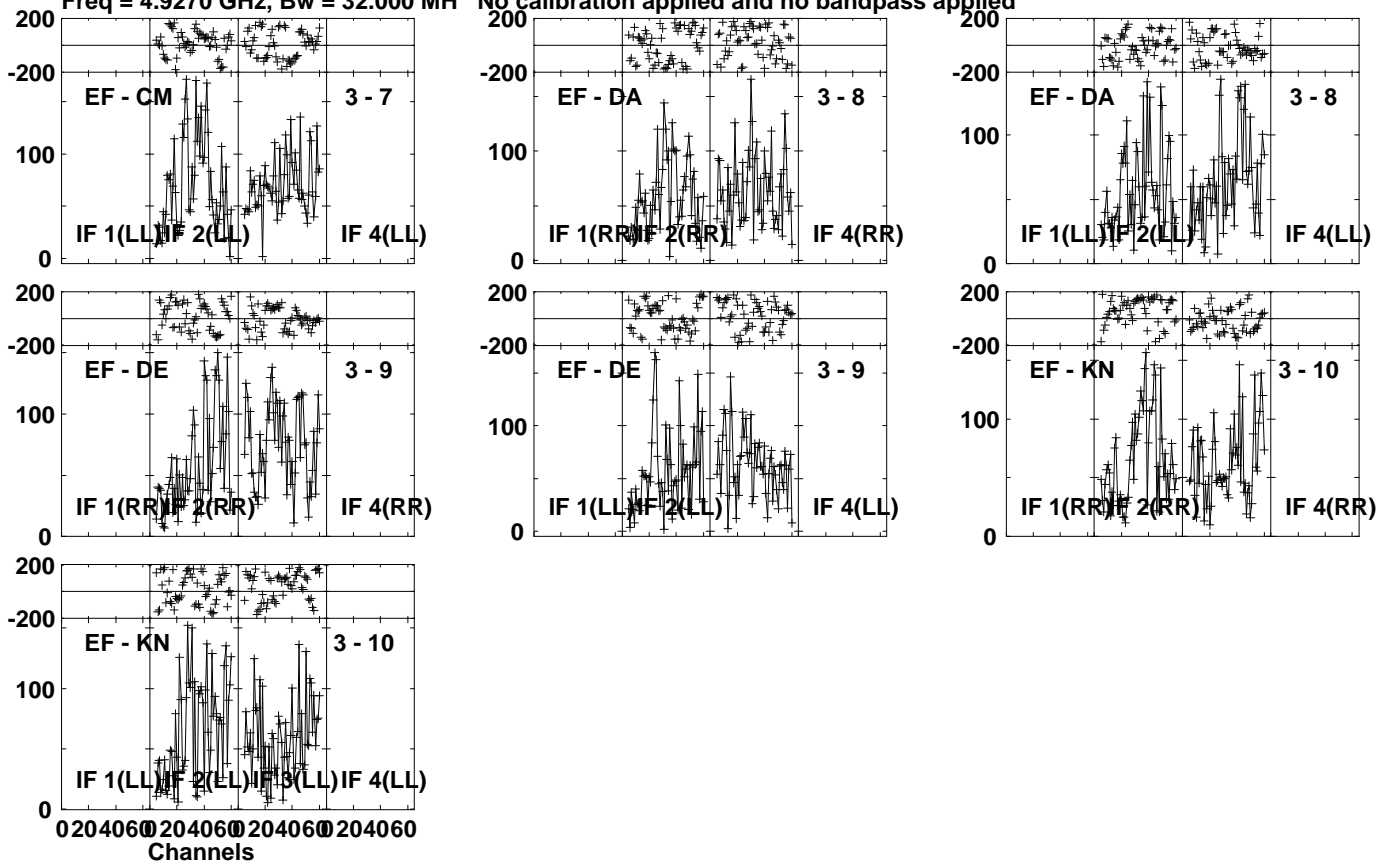 Freq = 4.9270 GHz, Bw = 32.000 MH No calibration applied and no bandpass applied
200
-200
EF - CM 3 - 7
100
IF 1(LL) IF 2(LL) IF 4(LL)
0
200
-200
EF - DA 3 - 8
100
IF 1(RR) IF 2(RR) IF 4(RR)
0
200
-200
EF - DA 3 - 8
100
IF 1(LL) IF 2(LL) IF 4(LL)
0
200
-200
EF - DE 3 - 9
100
IF 1(RR) IF 2(RR) IF 4(RR)
0
200
-200
EF - DE 3 - 9
100
IF 1(LL) IF 2(LL) IF 4(LL)
0
200
-200
EF - KN 3 - 10
100
IF 1(RR) IF 2(RR) IF 4(RR)
0
200
-200
EF - KN 3 - 10
100
IF 1(LL) IF 2(LL) IF 3(LL) IF 4(LL)
0
0 20 40 60 0 20 40 60 0 20 40 60 0 20 40 60
Channels